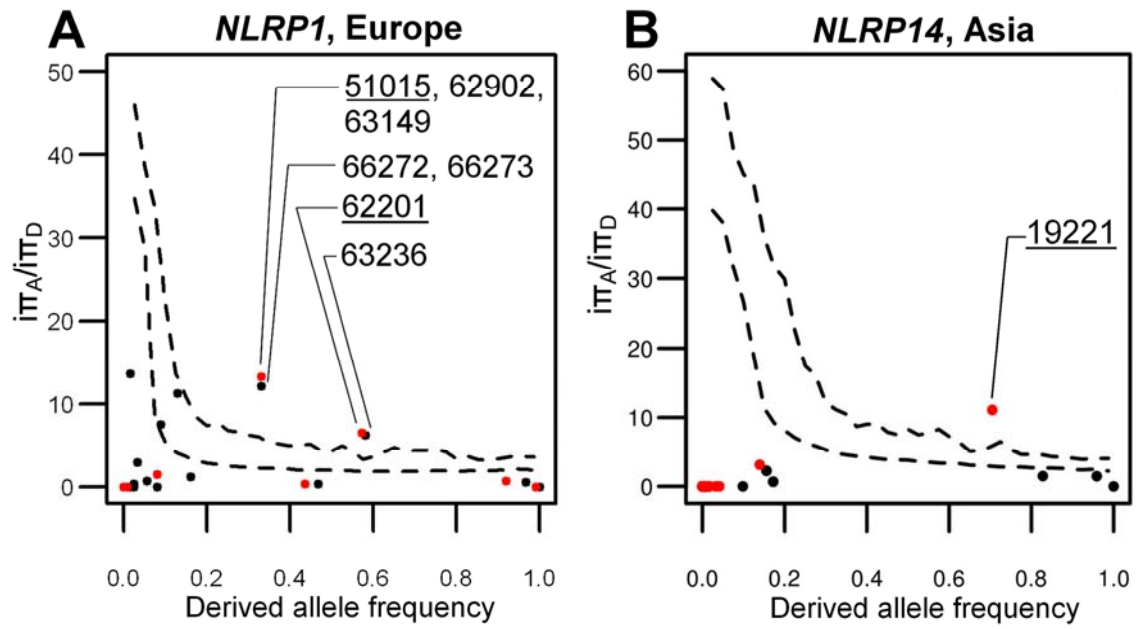 A
NLRP1, Europe
50
40
30
20
10
0
iπA/iπD
51015, 62902,
63149
66272, 66273
62201
63236
0.0 0.2 0.4 0.6 0.8 1.0
Derived allele frequency
B
NLRP14, Asia
60
50
40
30
20
10
0
iπA/iπD
19221
0.0 0.2 0.4 0.6 0.8 1.0
Derived allele frequency